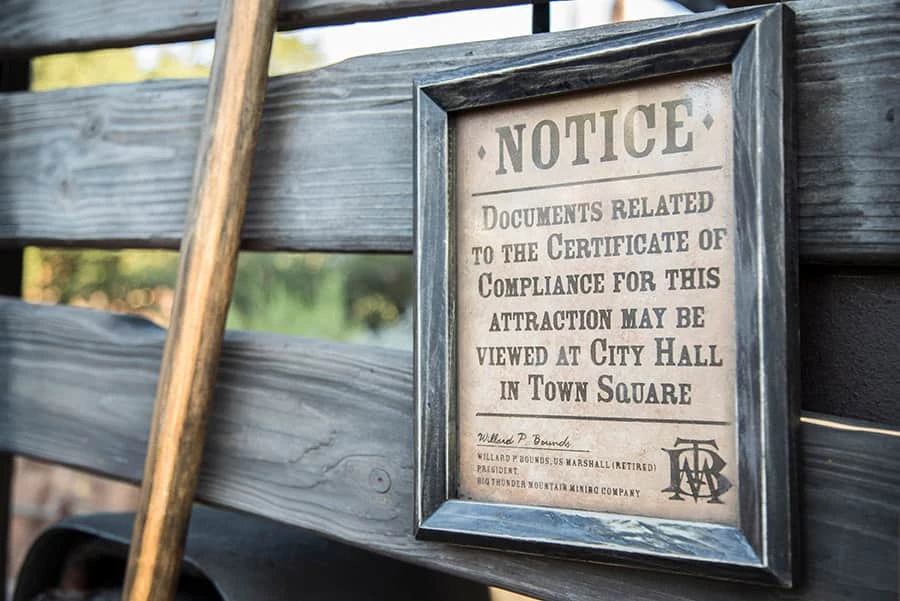 NOTICE
DOCUMENTS RELATED
TO THE CERTIFICATE OF
COMPLIANCE FOR THIS
ATTRACTION MAY BE
VIEWED AT CITY HALL
IN TOWN SQUARE
Willard P. Bounds
WILLARD P. BOUNDS, US MARSHALL (RETIRED)
PRESIDENT,
BIG THUNDER MOUNTAIN MINING COMPANY
BTM